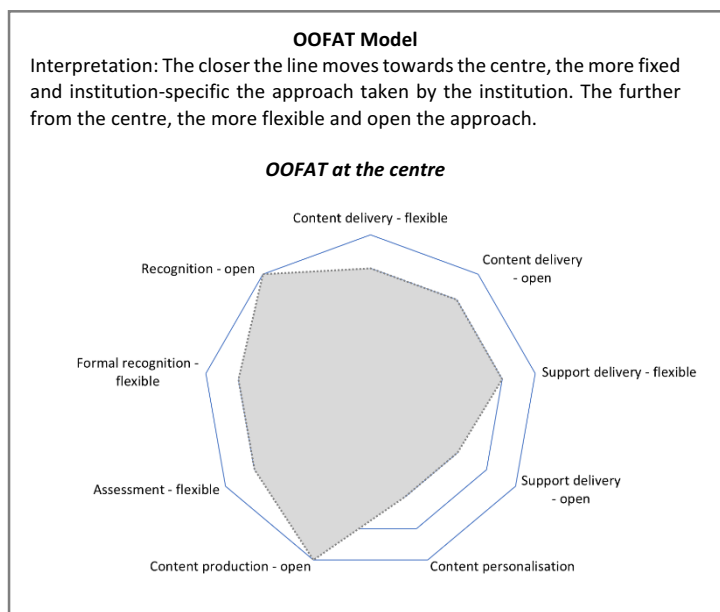 OOFAT Model
Interpretation: The closer the line moves towards the centre, the more fixed
and institution-specific the approach taken by the institution. The further
from the centre, the more flexible and open the approach.
OOFAT at the centre
Content delivery - flexible
Content delivery
- open
Recognition - open
Formal recognition -
flexible
Support delivery - flexible
Assessment - flexible
Support delivery
- open
Content production - open
Content personalisation